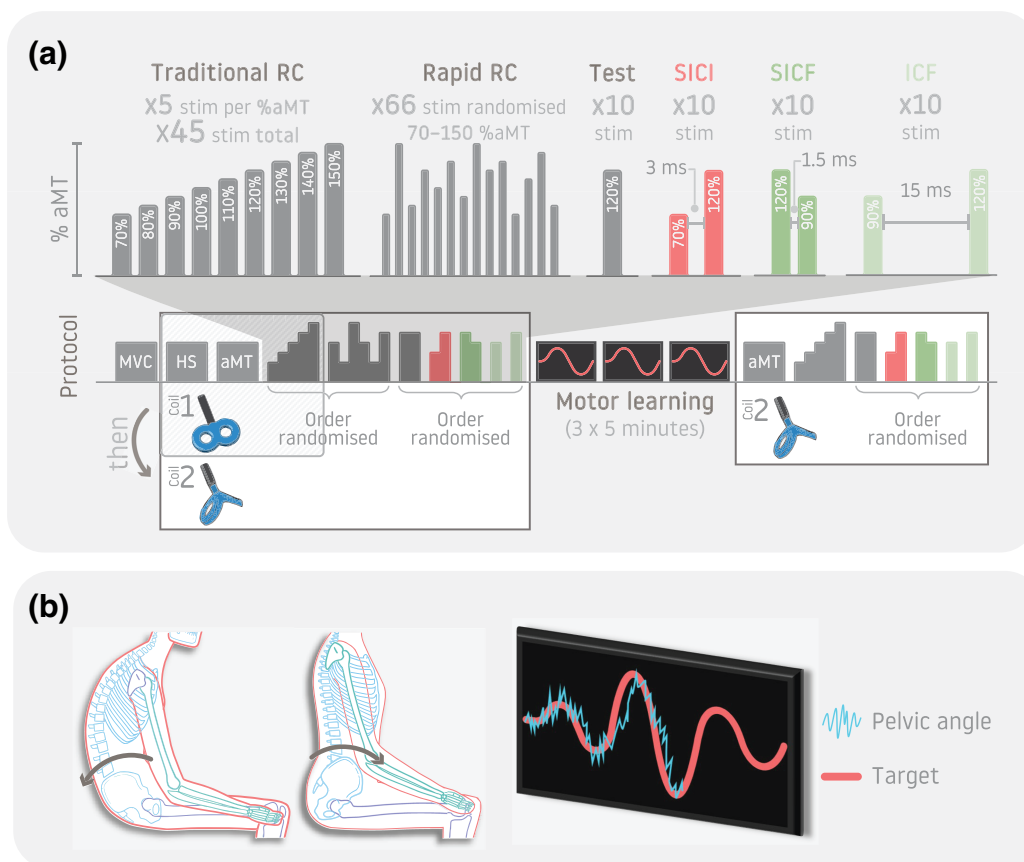 (a)
Traditional RC
x5 stim per %aMT
x45 stim total
Rapid RC
x66 stim randomised
70–150 %aMT
Test
x10
stim
SICI
x10
stim
SICF
x10
stim
ICF
x10
stim
% aMT
70%
80%
90%
100%
110%
120%
130%
140%
150%
120%
3 ms
70%
120%
1.5 ms
120%
90%
15 ms
90%
120%
Protocol
MVC
HS
aMT
aMT
then
Coil 1
Coil 2
Order
randomised
Order
randomised
Motor learning
(3 x 5 minutes)
Coil 2
Order
randomised
(b)
Pelvic angle
Target